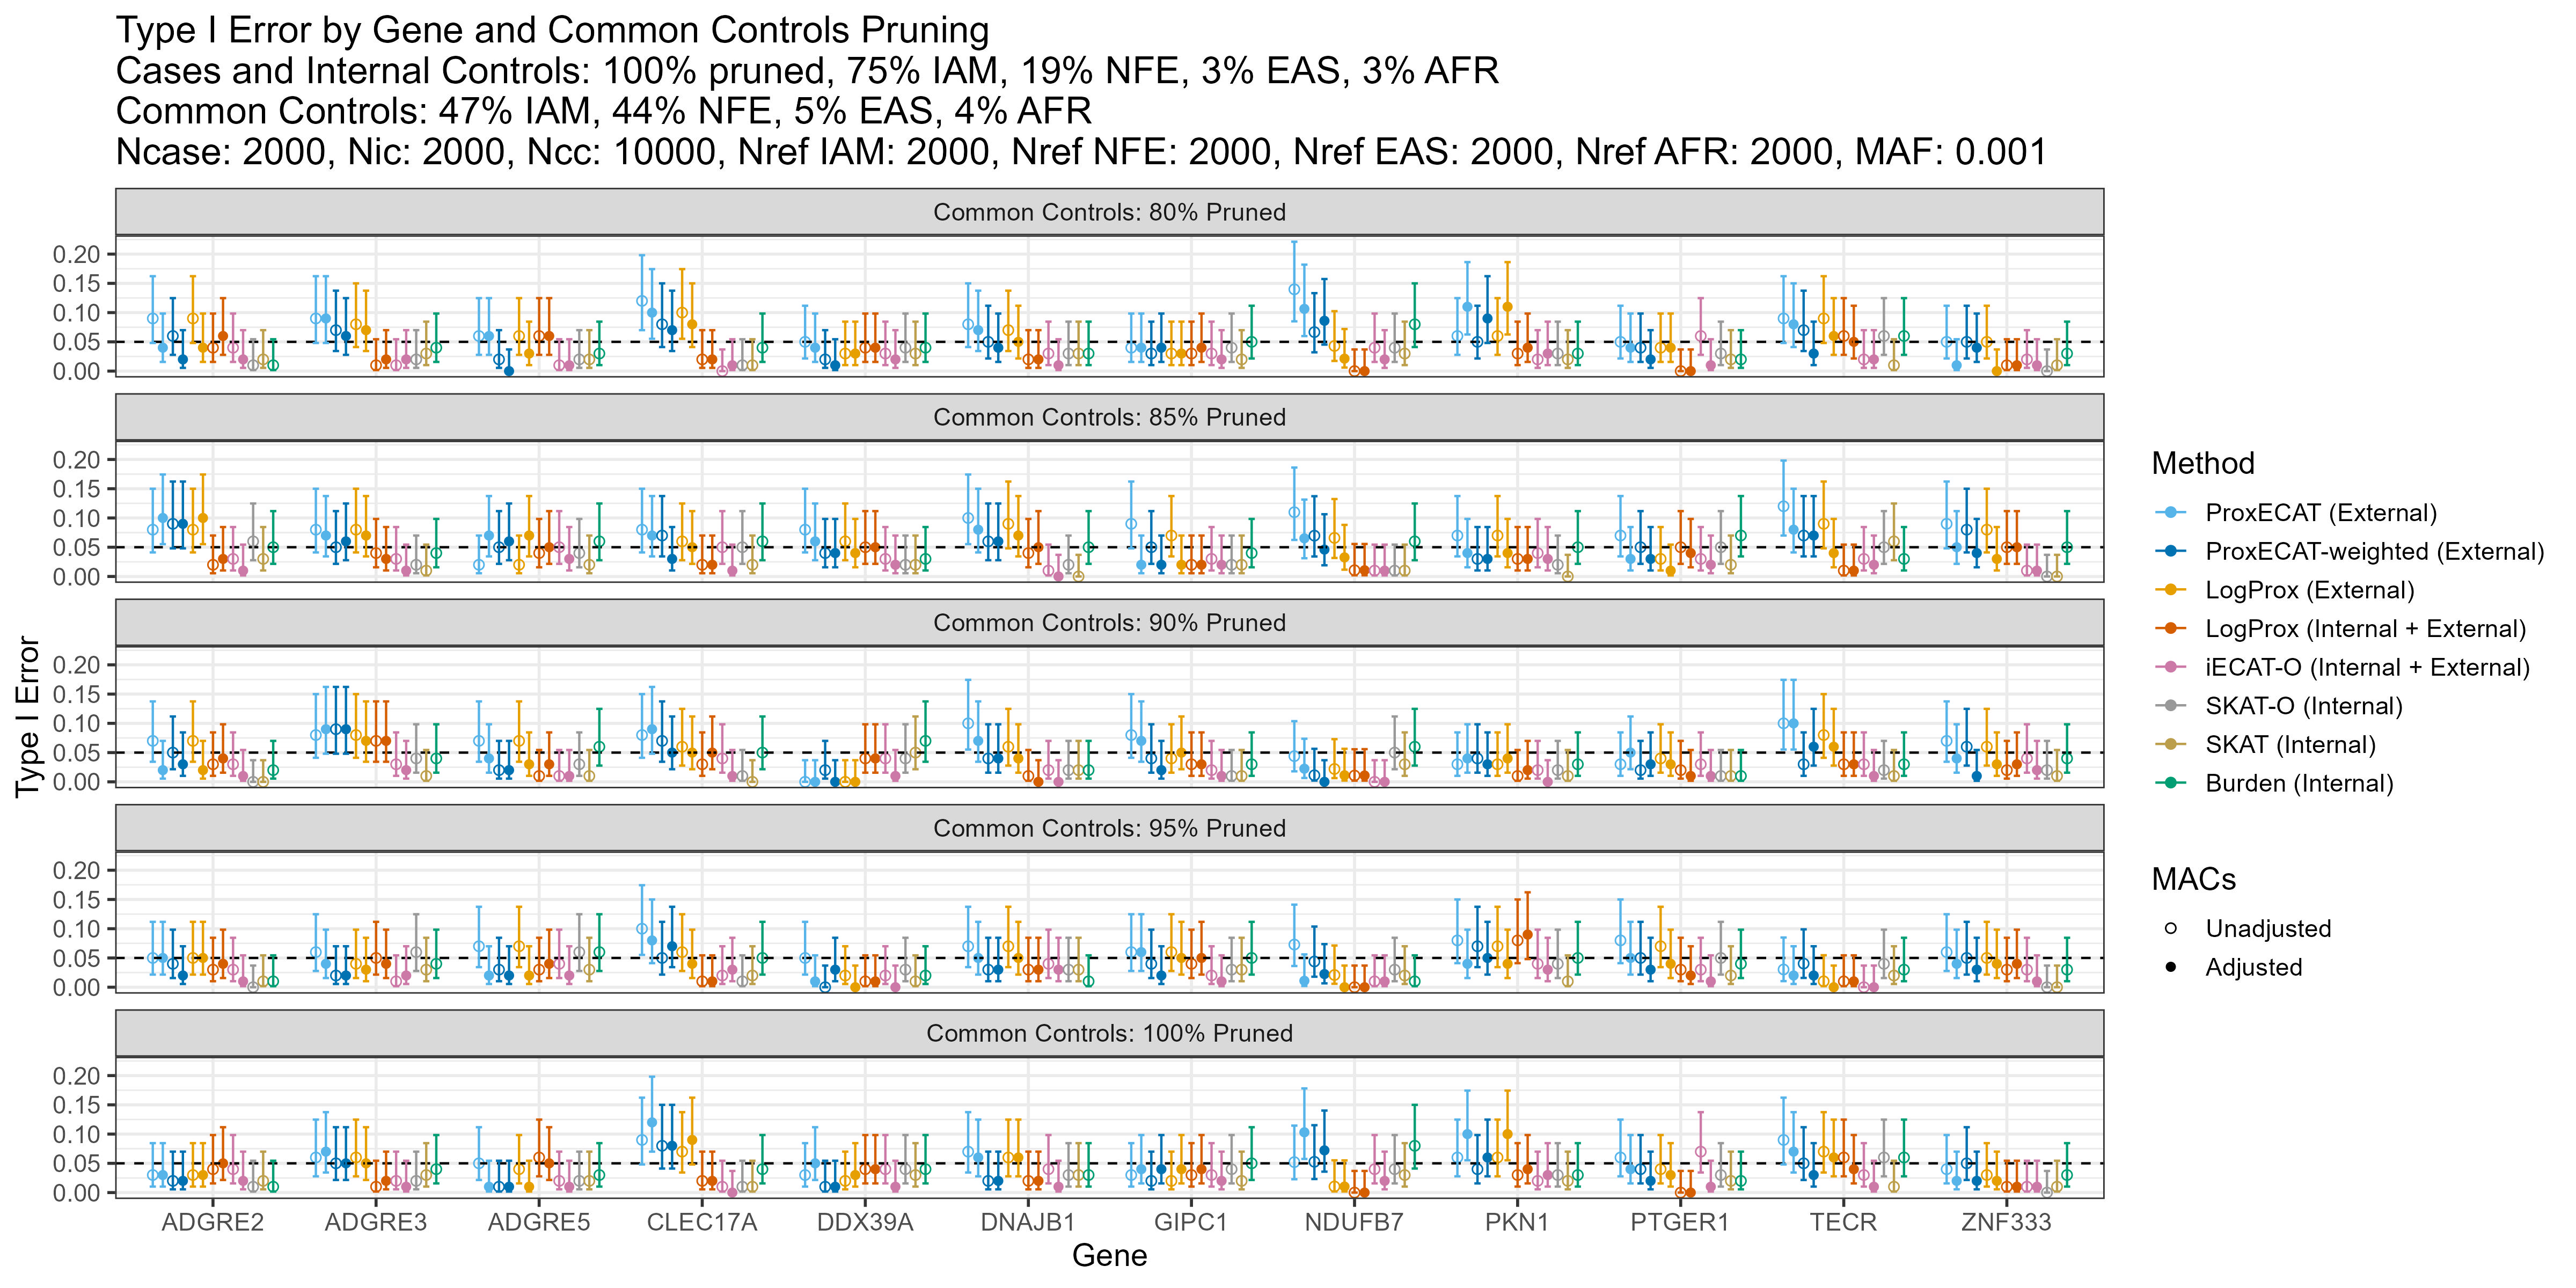 Type I Error by Gene and Common Controls Pruning
Cases and Internal Controls: 100% pruned, 75% IAM, 19% NFE, 3% EAS, 3% AFR
Common Controls: 47% IAM, 44% NFE, 5% EAS, 4% AFR
Ncase: 2000, Nic: 2000, Ncc: 10000, Nref IAM: 2000, Nref NFE: 2000, Nref EAS: 2000, Nref AFR: 2000, MAF: 0.001
Common Controls: 80% Pruned
0.20
0.15
0.10
0.05
0.00
Common Controls: 85% Pruned
0.20
0.15
0.10
0.05
0.00
Common Controls: 90% Pruned
0.20
0.15
0.10
0.05
0.00
Common Controls: 95% Pruned
0.20
0.15
0.10
0.05
0.00
Common Controls: 100% Pruned
0.20
0.15
0.10
0.05
0.00
Type I Error
ADGRE2 ADGRE3 ADGRE5 CLEC17A DDX39A DNAJB1 GIPC1 NDUFB7 PKN1 PTGER1 TECR ZNF333
Gene
Method
ProxECAT (External)
ProxECAT-weighted (External)
LogProx (External)
LogProx (Internal + External)
iECAT-O (Internal + External)
SKAT-O (Internal)
SKAT (Internal)
Burden (Internal)
MACs
Unadjusted
Adjusted